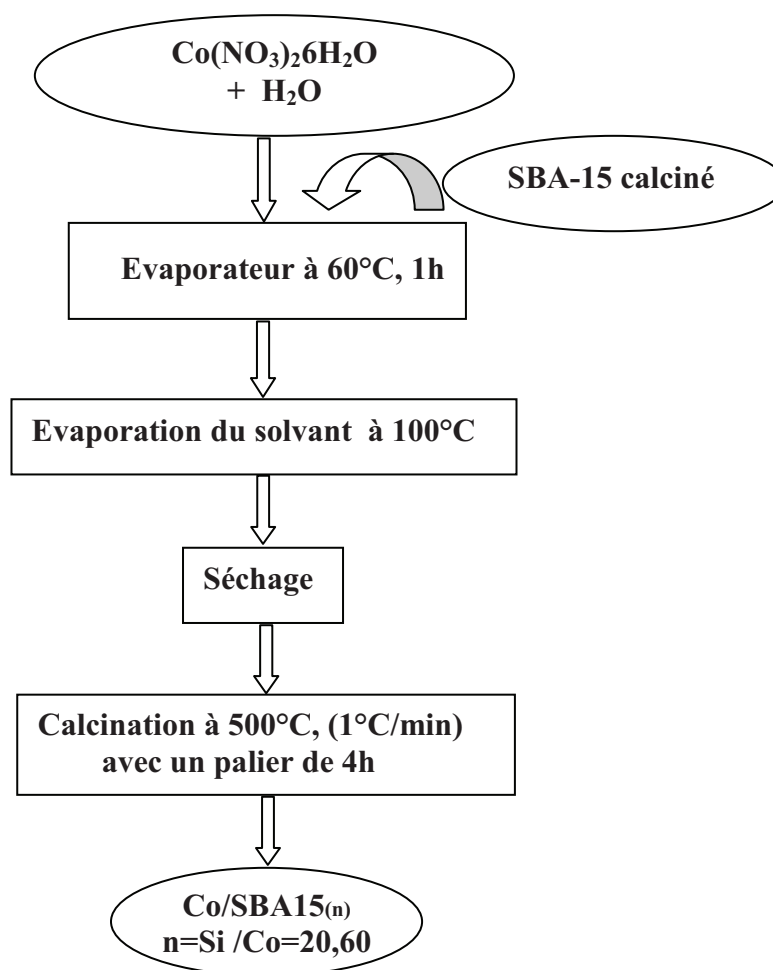 Co(NO₃)₂6H₂O
+ H₂O
SBA-15 calciné
Evaporateur à 60°C, 1h
Evaporation du solvant à 100°C
Séchage
Calcination à 500°C, (1°C/min)
avec un palier de 4h
Co/SBA15₍ₙ₎
n=Si /Co=20,60